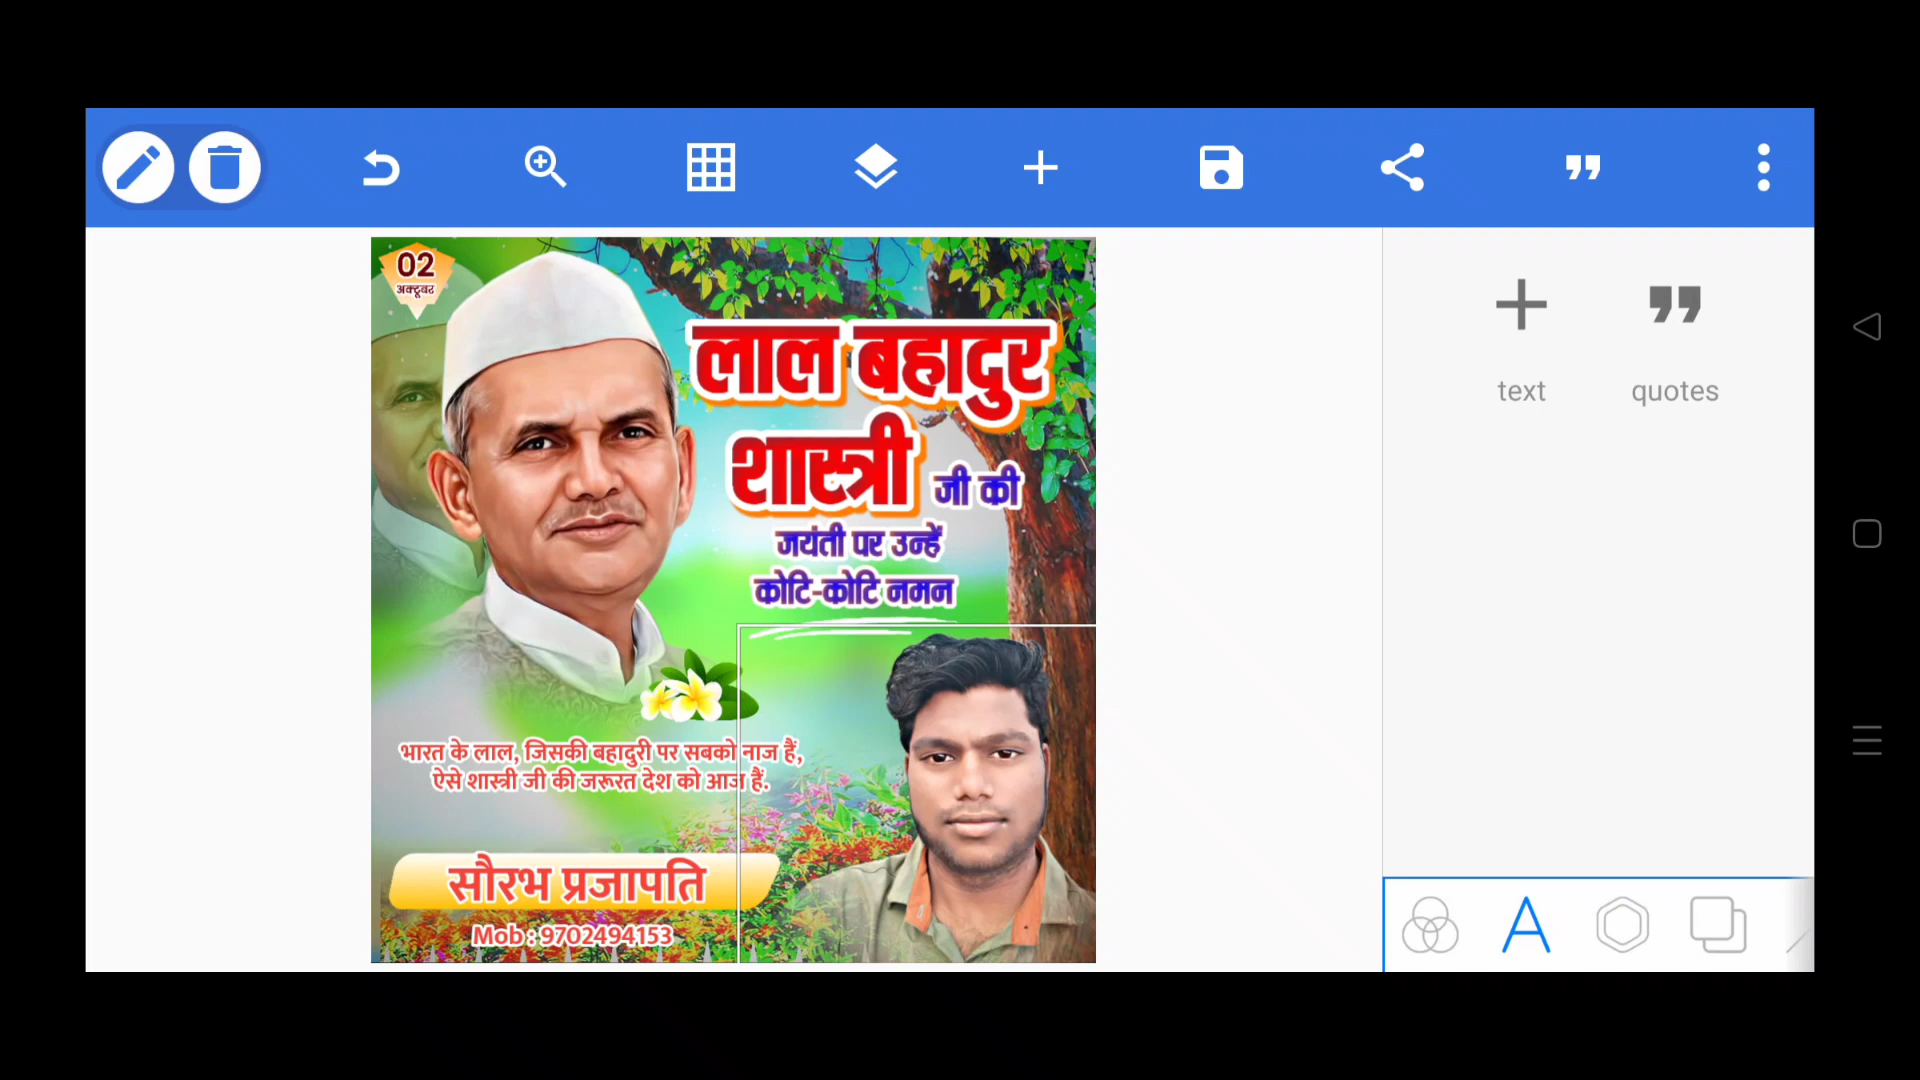 02
अक्टूबर
लाल बहादुर
शास्त्री जी की
जयंती पर उन्हें
कोटि-कोटि नमन
भारत के लाल, जिसकी बहादुरी पर सबको नाज हैं,
ऐसे शास्त्री जी की जरूरत देश को आज हैं.
सौरभ प्रजापति
Mob : 9702494153
text
quotes